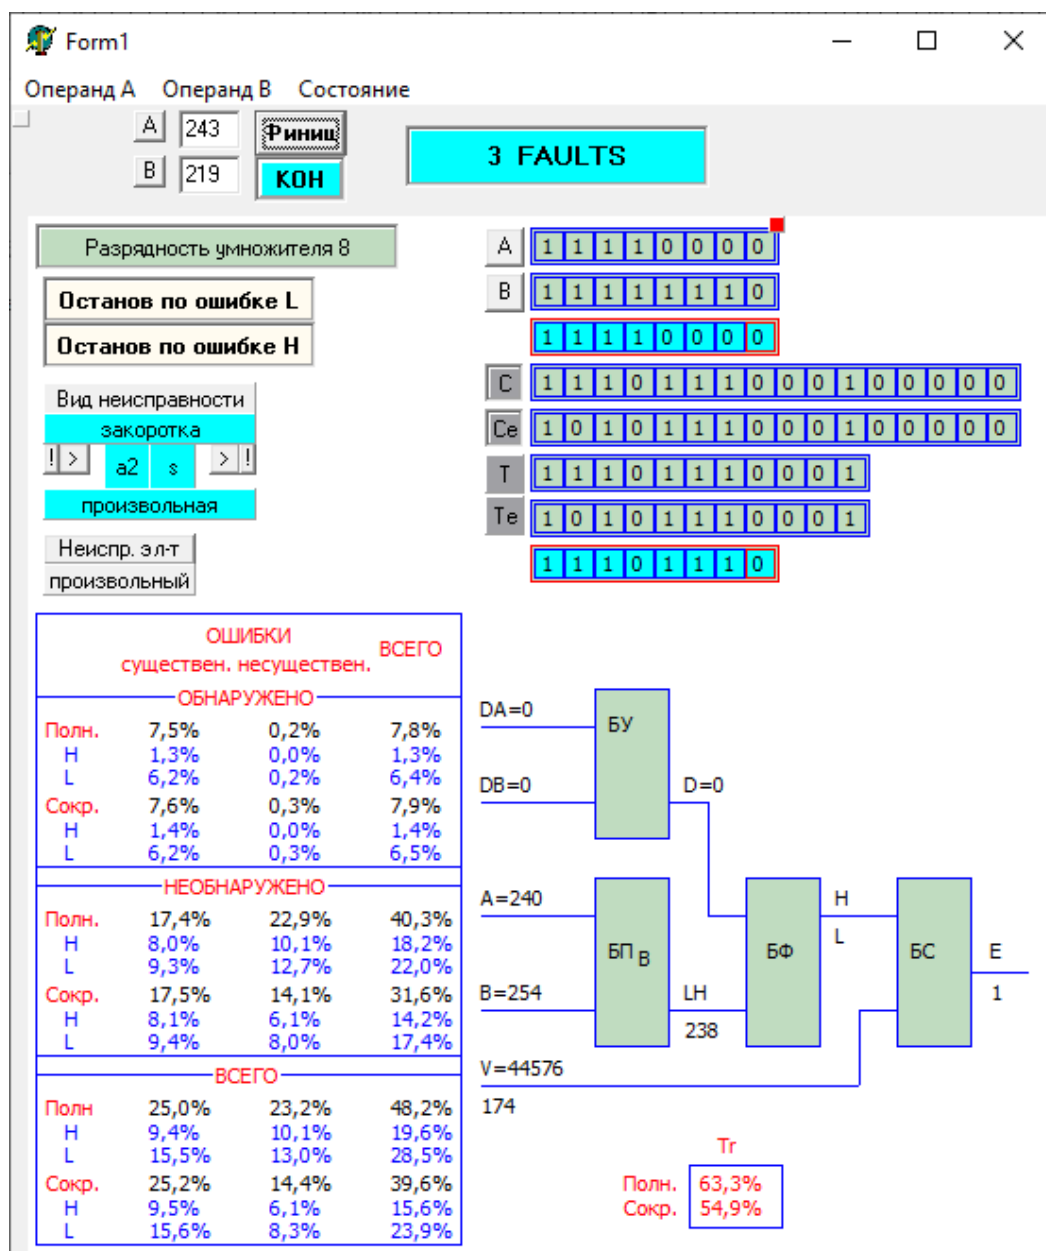 Form1
Операнд А Операнд В Состояние
A 243 Финиш
B 219 КОН
3 FAULTS
Разрядность умножителя 8
Останов по ошибке L
Останов по ошибке H
Вид неисправности
закоротка
! > a2 s > !
произвольная
Неиспр. эл-т
произвольный
A 1 1 1 1 0 0 0 0
B 1 1 1 1 1 1 1 0
1 1 1 1 0 0 0 0
C 1 1 1 0 1 1 1 0 0 0 1 0 0 0 0 0
Ce 1 0 1 0 1 1 1 0 0 0 1 0 0 0 0 0
T 1 1 1 0 1 1 1 0 0 0 1
Te 1 0 1 0 1 1 1 0 0 0 1
1 1 1 0 1 1 1 0
ОШИБКИ ВСЕГО
существен. несуществен.
ОБНАРУЖЕНО
Полн. 7,5% 0,2% 7,8%
H 1,3% 0,0% 1,3%
L 6,2% 0,2% 6,4%
Сокр. 7,6% 0,3% 7,9%
H 1,4% 0,0% 1,4%
L 6,2% 0,3% 6,5%
НЕОБНАРУЖЕНО
Полн. 17,4% 22,9% 40,3%
H 8,0% 10,1% 18,2%
L 9,3% 12,7% 22,0%
Сокр. 17,5% 14,1% 31,6%
H 8,1% 6,1% 14,2%
L 9,4% 8,0% 17,4%
ВСЕГО
Полн 25,0% 23,2% 48,2%
H 9,4% 10,1% 19,6%
L 15,5% 13,0% 28,5%
Сокр. 25,2% 14,4% 39,6%
H 9,5% 6,1% 15,6%
L 15,6% 8,3% 23,9%
DA=0
БУ
DB=0 D=0
A=240 H
БП В БФ L БС E
B=254 LH 1
238
V=44576
174
Tr
Полн. 63,3%
Сокр. 54,9%